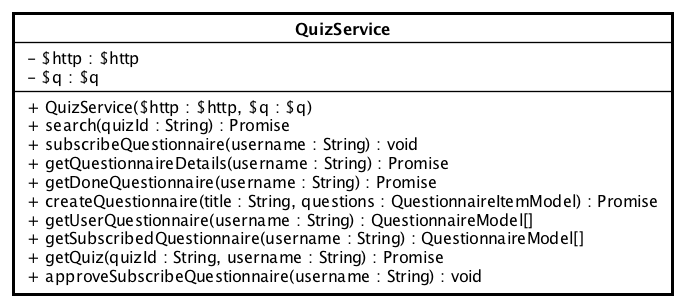 QuizService
– $http : $http
– $q : $q
+ QuizService($http : $http, $q : $q)
+ search(quizId : String) : Promise
+ subscribeQuestionnaire(username : String) : void
+ getQuestionnaireDetails(username : String) : Promise
+ getDoneQuestionnaire(username : String) : Promise
+ createQuestionnaire(title : String, questions : QuestionnaireItemModel) : Promise
+ getUserQuestionnaire(username : String) : QuestionnaireModel[]
+ getSubscribedQuestionnaire(username : String) : QuestionnaireModel[]
+ getQuiz(quizId : String, username : String) : Promise
+ approveSubscribeQuestionnaire(username : String) : void